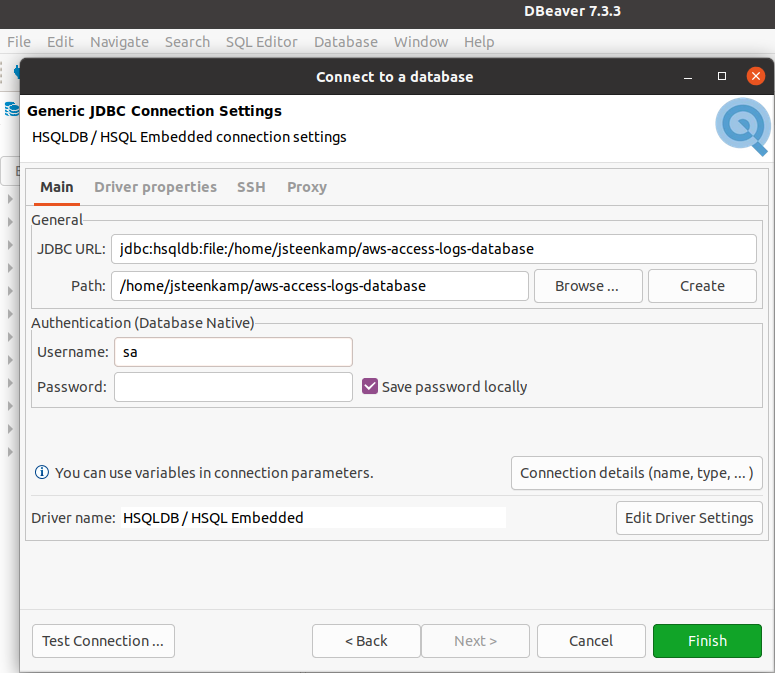 DBeaver 7.3.3
File Edit Navigate Search SQL Editor Database Window Help
Connect to a database
Generic JDBC Connection Settings
HSQLDB / HSQL Embedded connection settings
Main Driver properties SSH Proxy
General
JDBC URL: jdbc:hsqldb:file:/home/jsteenkamp/aws-access-logs-database
Path: /home/jsteenkamp/aws-access-logs-database Browse ... Create
Authentication (Database Native)
Username: sa
Password: Save password locally
You can use variables in connection parameters. Connection details (name, type, ... )
Driver name: HSQLDB / HSQL Embedded Edit Driver Settings
Test Connection ... < Back Next > Cancel Finish